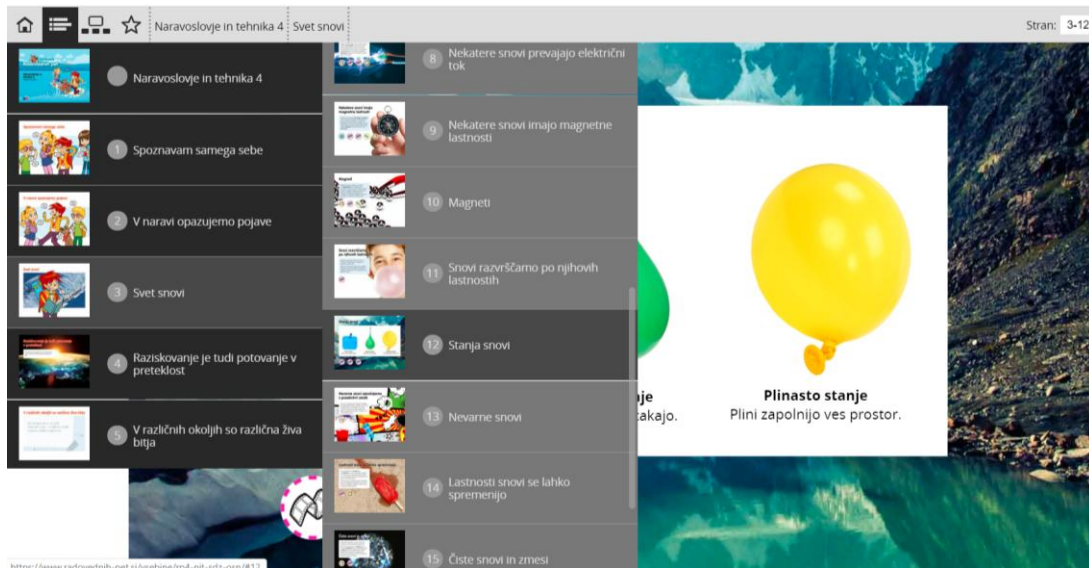 Naravoslovje in tehnika 4
Svet snovi
Stran: 3-12
Naravoslovje in tehnika 4
1 Spoznavam samega sebe
2 V naravi opazujemo pojave
3 Svet snovi
4 Raziskovanje je tudi potovanje v
preteklost
5 V različnih okoljih so različna živa
bitja
8 Nekatere snovi prevajajo električni
tok
9 Nekatere snovi imajo magnetne
lastnosti
10 Magneti
11 Snovi razvrščamo po njihovih
lastnostih
12 Stanja snovi
13 Nevarne snovi
14 Lastnosti snovi se lahko
spremenijo
15 Čiste snovi in zmesi
Plinasto stanje
Plini zapolnijo ves prostor.